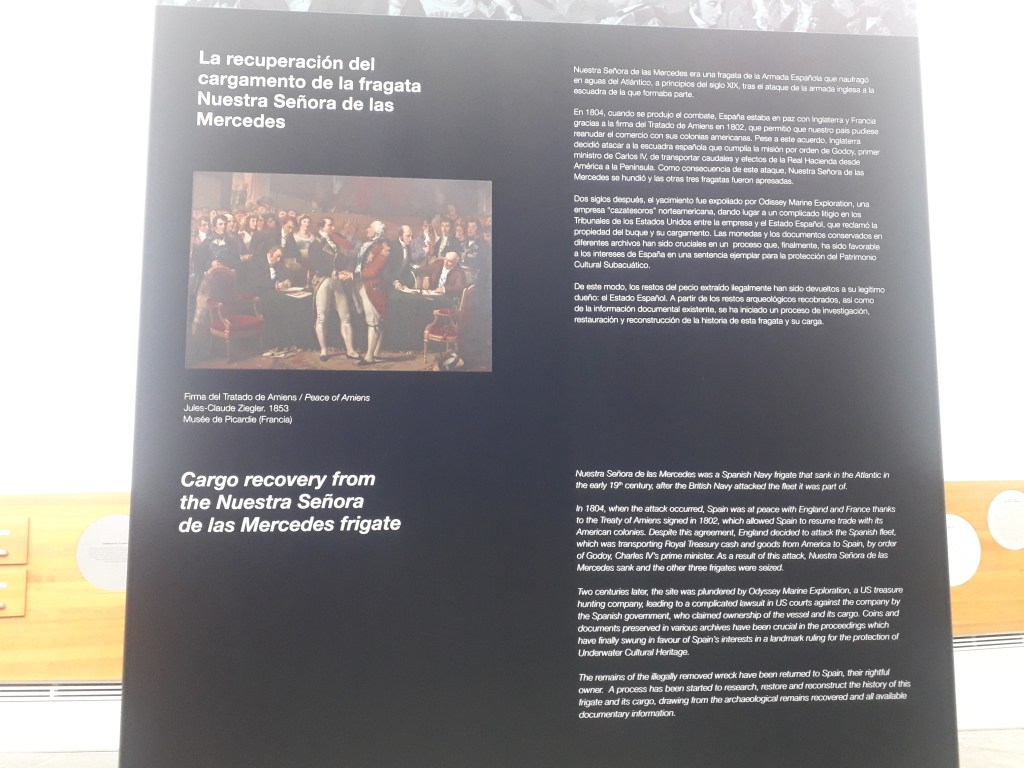 La recuperación del
cargamento de la fragata
Nuestra Señora de las
Mercedes
Nuestra Señora de las Mercedes era una fragata de la Armada Española que naufragó
en aguas del Atlántico, a principios del siglo XIX, tras el ataque de la armada inglesa a la
escuadra de la que formaba parte.
En 1804, cuando se produjo el combate, España estaba en paz con Inglaterra y Francia
gracias a la firma del Tratado de Amiens en 1802, que permitió que nuestro país pudiese
reanudar el comercio con sus colonias americanas. Pese a este acuerdo, Inglaterra
decidió atacar a la escuadra española que cumplía la misión por orden de Godoy, primer
ministro de Carlos IV, de transportar caudales y efectos de la Real Hacienda desde
América a la Península. Como consecuencia de este ataque, Nuestra Señora de las
Mercedes se hundió y las otras tres fragatas fueron apresadas.
Dos siglos después, el yacimiento fue expoliado por Odissey Marine Exploration, una
empresa "cazatesoros" norteamericana, dando lugar a un complicado litigio en los
Tribunales de los Estados Unidos entre la empresa y el Estado Español, que reclamó la
propiedad del buque y su cargamento. Las monedas y los documentos conservados en
diferentes archivos han sido cruciales en un proceso que, finalmente, ha sido favorable
a los intereses de España en una sentencia ejemplar para la protección del Patrimonio
Cultural Subacuático.
De este modo, los restos del pecio extraído ilegalmente han sido devueltos a su legítimo
dueño: el Estado Español. A partir de los restos arqueológicos recobrados, así como
de la información documental existente, se ha iniciado un proceso de investigación,
restauración y reconstrucción de la historia de esta fragata y su carga.
Firma del Tratado de Amiens / Peace of Amiens
Jules-Claude Ziegler. 1853
Musée de Picardie (Francia)
Cargo recovery from
the Nuestra Señora
de las Mercedes frigate
Nuestra Señora de las Mercedes was a Spanish Navy frigate that sank in the Atlantic in
the early 19th century, after the British Navy attacked the fleet it was part of.
In 1804, when the attack occurred, Spain was at peace with England and France thanks
to the Treaty of Amiens signed in 1802, which allowed Spain to resume trade with its
American colonies. Despite this agreement, England decided to attack the Spanish fleet,
which was transporting Royal Treasury cash and goods from America to Spain, by order
of Godoy, Charles IV's prime minister. As a result of this attack, Nuestra Señora de las
Mercedes sank and the other three frigates were seized.
Two centuries later, the site was plundered by Odyssey Marine Exploration, a US treasure
hunting company, leading to a complicated lawsuit in US courts against the company by
the Spanish government, who claimed ownership of the vessel and its cargo. Coins and
documents preserved in various archives have been crucial in the proceedings which
have finally swung in favour of Spain's interests in a landmark ruling for the protection of
Underwater Cultural Heritage.
The remains of the illegally removed wreck have been returned to Spain, their rightful
owner. A process has been started to research, restore and reconstruct the history of this
frigate and its cargo, drawing from the archaeological remains recovered and all available
documentary information.